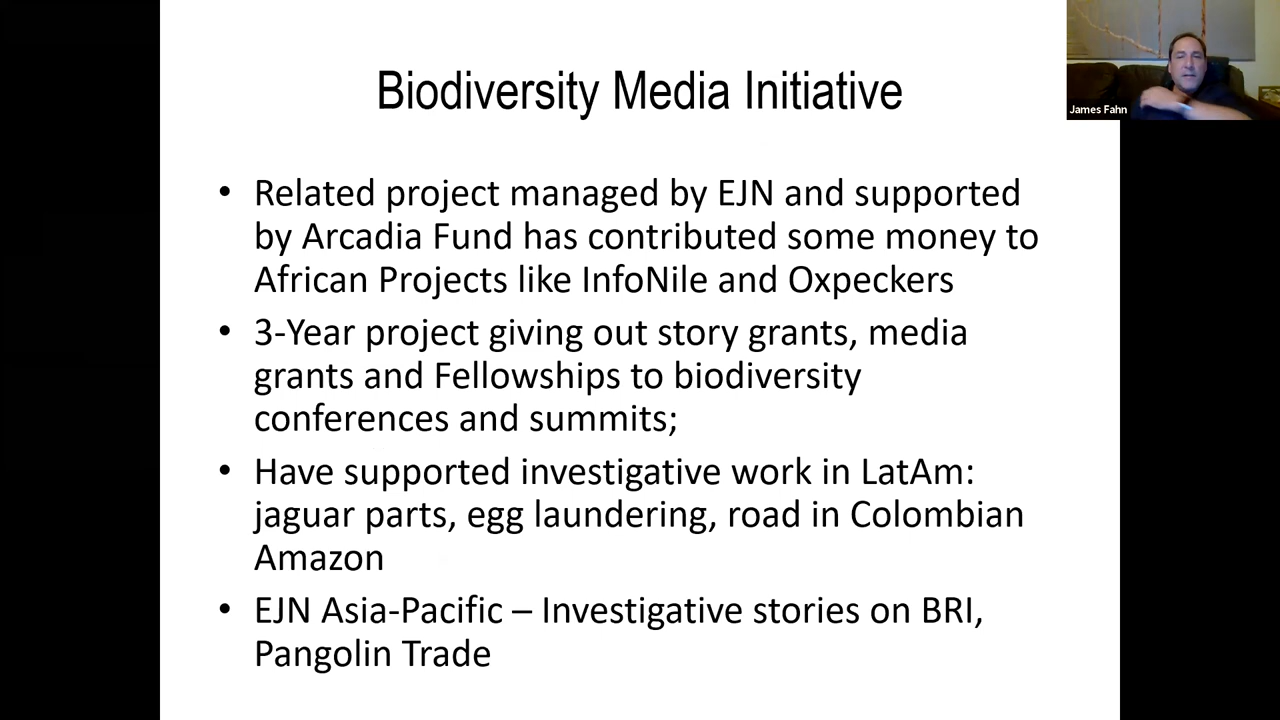 Biodiversity Media Initiative
James Fahn
• Related project managed by EJN and supported
by Arcadia Fund has contributed some money to
African Projects like InfoNile and Oxpeckers
• 3-Year project giving out story grants, media
grants and Fellowships to biodiversity
conferences and summits;
• Have supported investigative work in LatAm:
jaguar parts, egg laundering, road in Colombian
Amazon
• EJN Asia-Pacific – Investigative stories on BRI,
Pangolin Trade